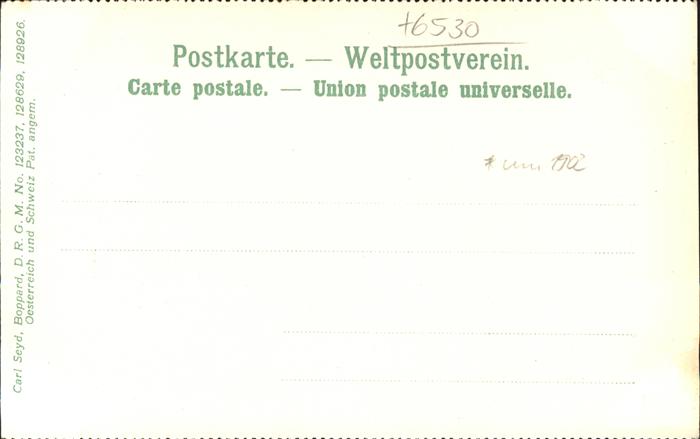 +6530
Postkarte. — Weltpostverein.
Carte postale. — Union postale universelle.
1902
Carl Seyd, Boppard, D. R. G. M. No. 123237, 128629, 128926.
Oesterreich und Schweiz Pat. angem.